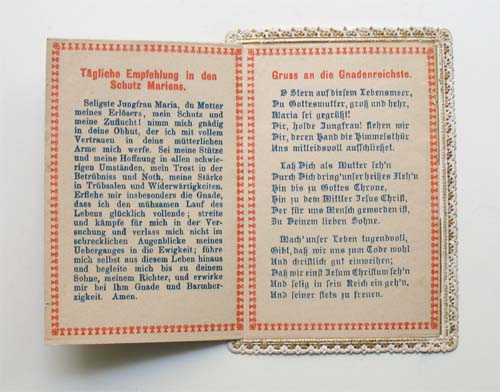 Tägliche Empfehlung in den
Schutz Mariens.
Seligste Jungfrau Maria, du Mutter
meines Erlösers, mein Schutz und
meine Zuflucht! nimm mich gnädig
in deine Obhut, der ich mit vollem
Vertrauen in deine mütterlichen
Arme mich werfe. Sei meine Stütze
und meine Hoffnung in allen schwie-
rigen Umständen, mein Trost in der
Betrübniss und Noth, meine Stärke
in Trübsalen und Widerwärtigkeiten.
Erflehe mir insbesonders die Gnade,
dass ich den mühsamen Lauf des
Lebens glücklich vollende; streite
und kämpfe für mich in der Ver-
suchung und verlass mich nicht im
schrecklichen Augenblicke meines
Ueberganges in die Ewigkeit; führe
mich selbst aus diesem Leben hinaus
und begleite mich bis zu deinem
Sohne, meinem Richter, und erwirke
mir bei Ihm Gnade und Barmher-
zigkeit. Amen.
Gruss an die Gnadenreichste.
O Stern auf diesem Lebensmeer,
Du Gottesmutter, groß und hehr,
Maria sei gegrüßt!
Dir, holde Jungfrau! flehen wir
Dir, deren Hand die Himmelsthür
Uns mitleidsvoll aufschließet.
Laß Dich als Mutter seh'n
Durch Dich dring' unser heißes Fleh'n
Hin bis zu Gottes Throne,
Hin zu dem Mittler Jesus Christ,
Der für uns Mensch geworden ist,
Zu Deinem lieben Sohne.
Mach' unser Leben tugendvoll,
Gibt, daß wir uns zum Tode wohl
Und christlich gut einweihen;
Daß wir einst Jesum Christum seh'n
Und selig in sein Reich eingeh'n,
Und seiner stets zu freuen.